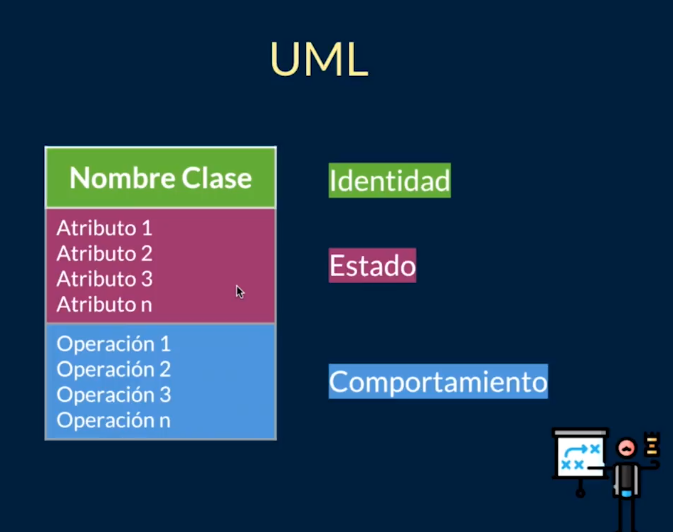 UML
Nombre Clase
Identidad
Atributo 1
Atributo 2
Atributo 3
Atributo n
Estado
Operación 1
Operación 2
Operación 3
Operación n
Comportamiento